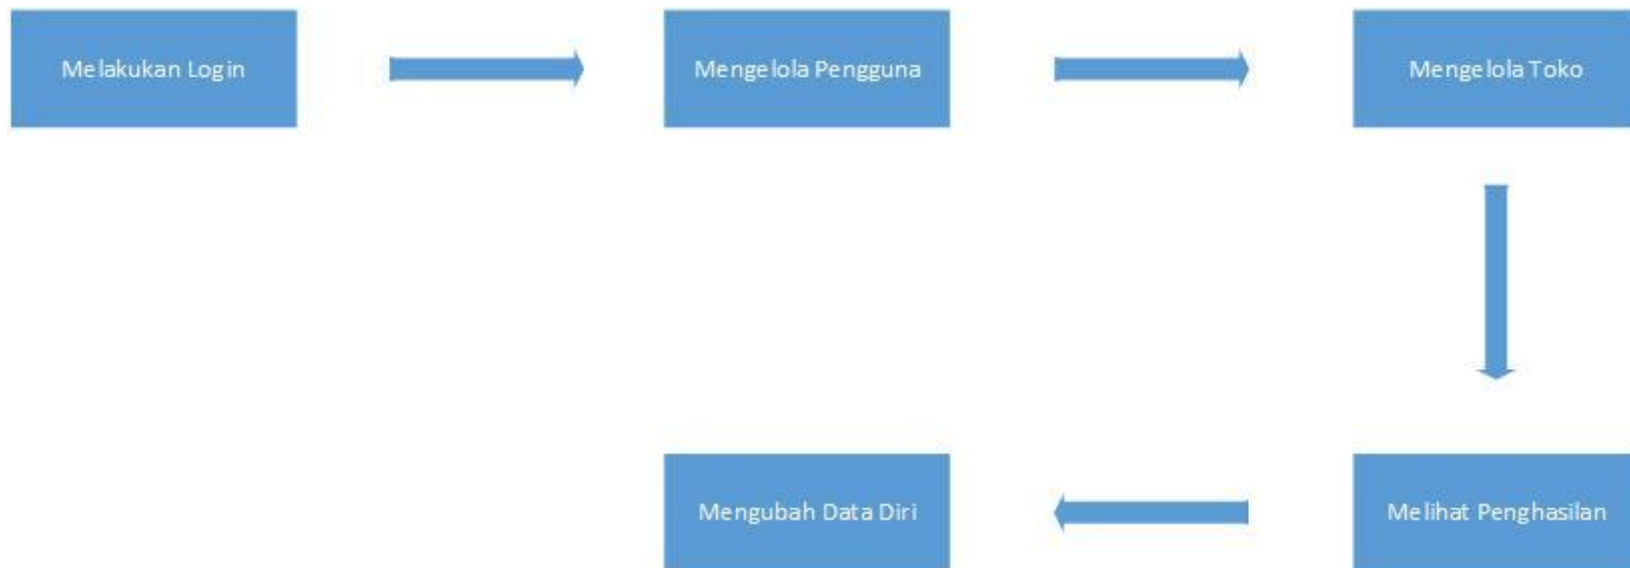 Melakukan Login
Mengelola Pengguna
Mengelola Toko
Melihat Penghasilan
Mengubah Data Diri